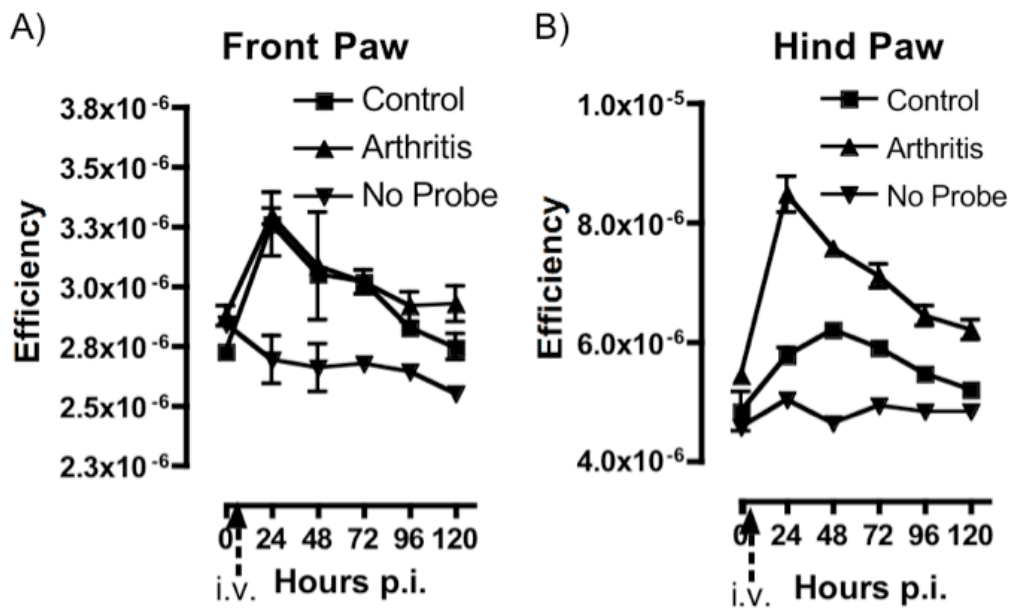 A)
Front Paw
Control
Arthritis
No Probe
Efficiency
3.8x10-6
3.5x10-6
3.3x10-6
3.0x10-6
2.8x10-6
2.5x10-6
2.3x10-6
0 24 48 72 96 120
i.v. Hours p.i.
B)
Hind Paw
Control
Arthritis
No Probe
Efficiency
1.0x10-5
8.0x10-6
6.0x10-6
4.0x10-6
0 24 48 72 96 120
i.v. Hours p.i.